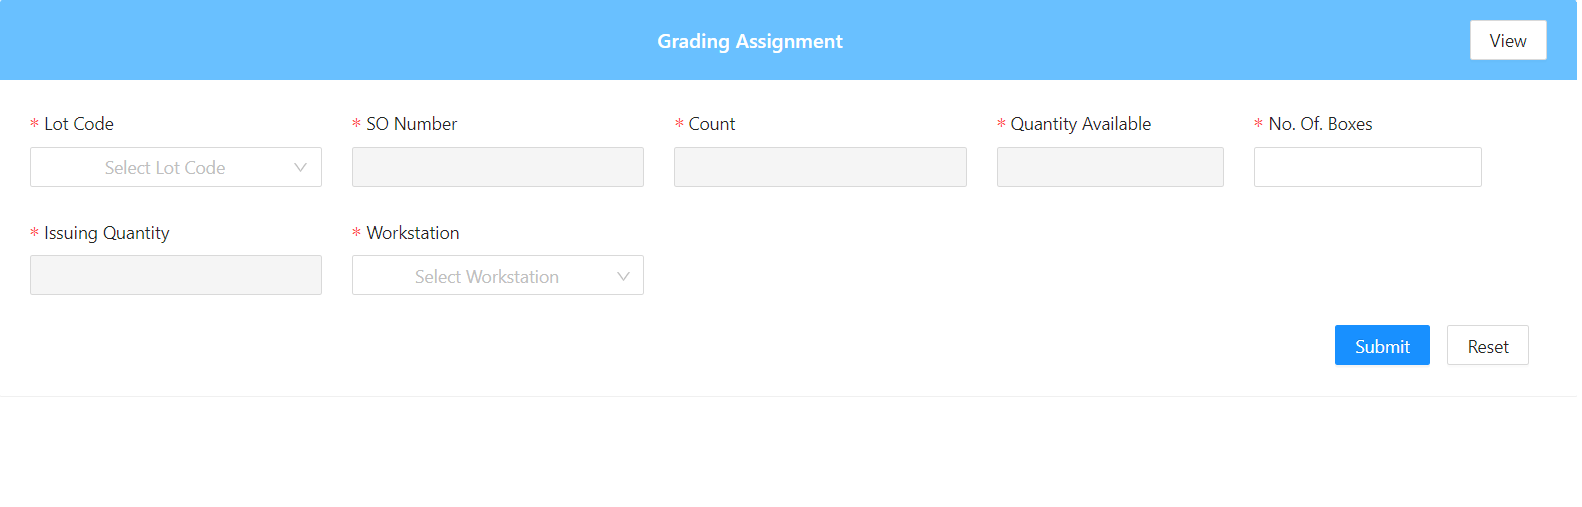 Grading Assignment
View
* Lot Code
* SO Number
* Count
* Quantity Available
* No. Of. Boxes
Select Lot Code
* Issuing Quantity
* Workstation
Select Workstation
Submit
Reset